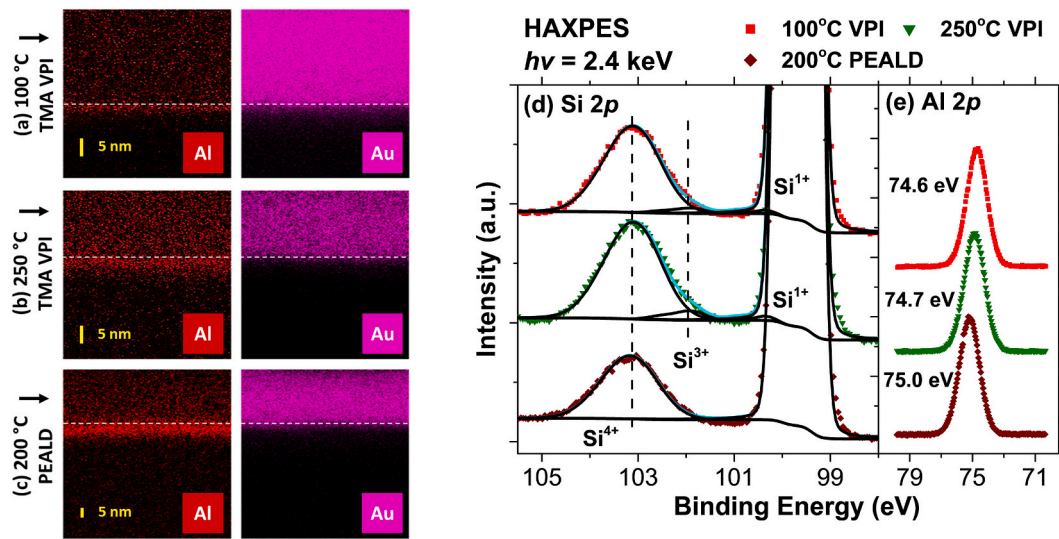 (a) 100 °C
TMA VPI
5 nm
Al
Au
(b) 250 °C
TMA VPI
5 nm
Al
Au
(c) 200 °C
PEALD
5 nm
Al
Au
HAXPES
hν = 2.4 keV
100°C VPI
250°C VPI
200°C PEALD
(d) Si 2p
Si¹⁺
Si¹⁺
Si³⁺
Si⁴⁺
(e) Al 2p
74.6 eV
74.7 eV
75.0 eV
Intensity (a.u.)
105 103 101 99 79 75 71
Binding Energy (eV)